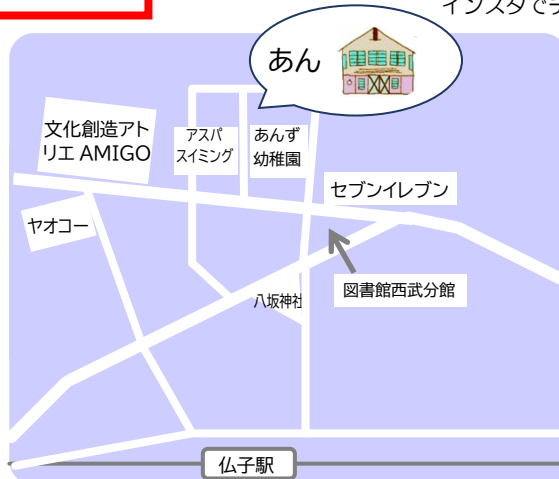 インスタでラ
あん
文化創造アト
リエ AMIGO
アスパ
スイミング
あんず
幼稚園
セブンイレブン
ヤオコー
図書館西武分館
八坂神社
仏子駅